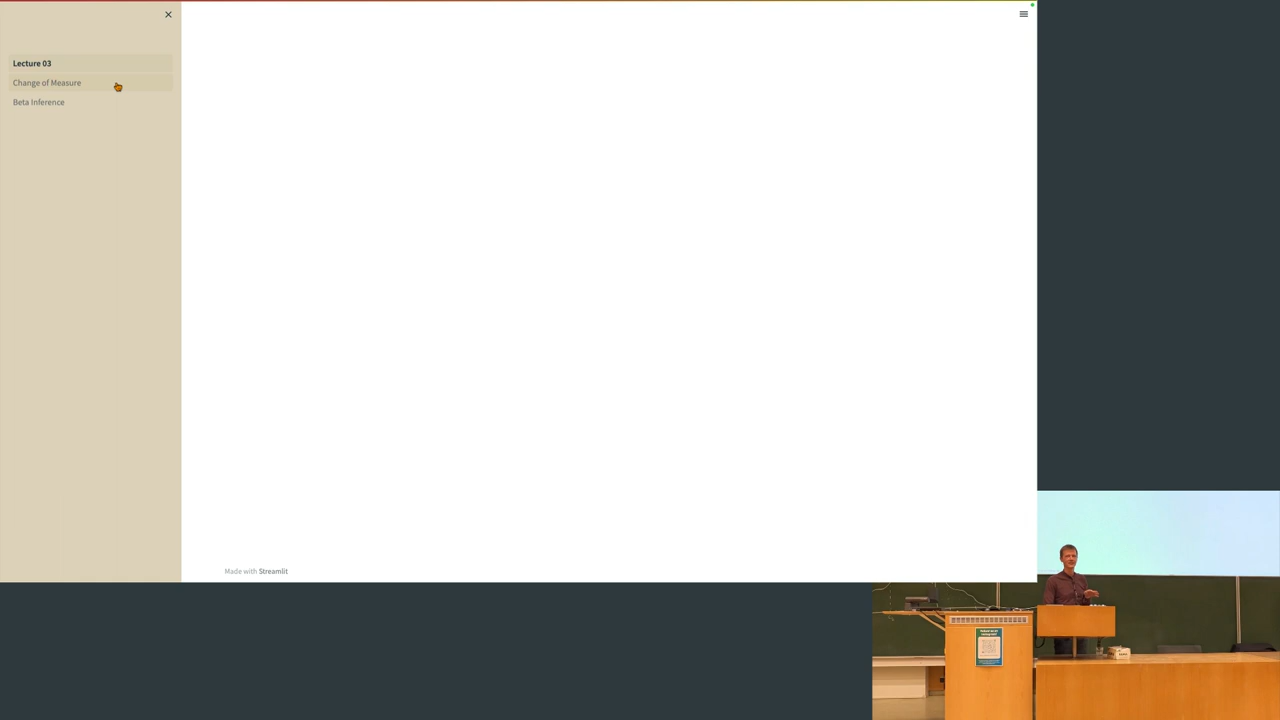 Lecture 03
Change of Measure
Beta Inference
Made with Streamlit